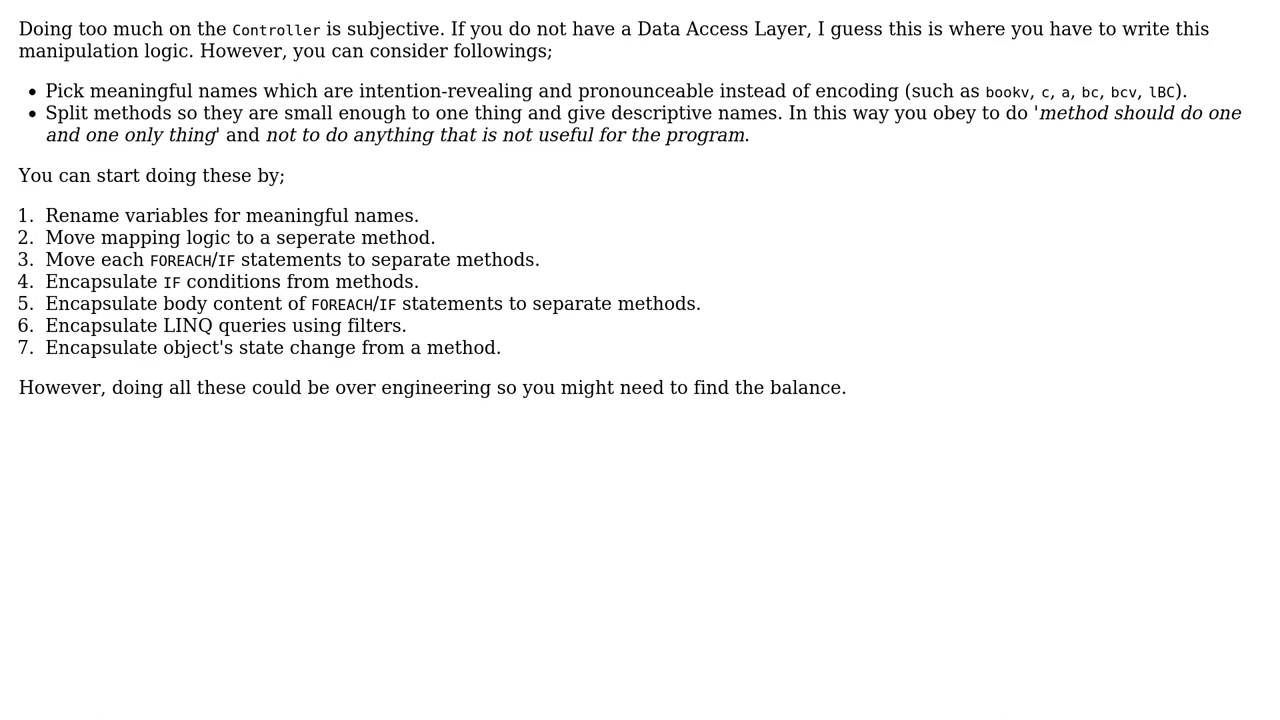 Doing too much on the Controller is subjective. If you do not have a Data Access Layer, I guess this is where you have to write this
manipulation logic. However, you can consider followings;
• Pick meaningful names which are intention-revealing and pronounceable instead of encoding (such as bookv, c, a, bc, bcv, lBC).
• Split methods so they are small enough to one thing and give descriptive names. In this way you obey to do 'method should do one
and one only thing' and not to do anything that is not useful for the program.
You can start doing these by;
1. Rename variables for meaningful names.
2. Move mapping logic to a seperate method.
3. Move each FOREACH/IF statements to separate methods.
4. Encapsulate IF conditions from methods.
5. Encapsulate body content of FOREACH/IF statements to separate methods.
6. Encapsulate LINQ queries using filters.
7. Encapsulate object's state change from a method.
However, doing all these could be over engineering so you might need to find the balance.